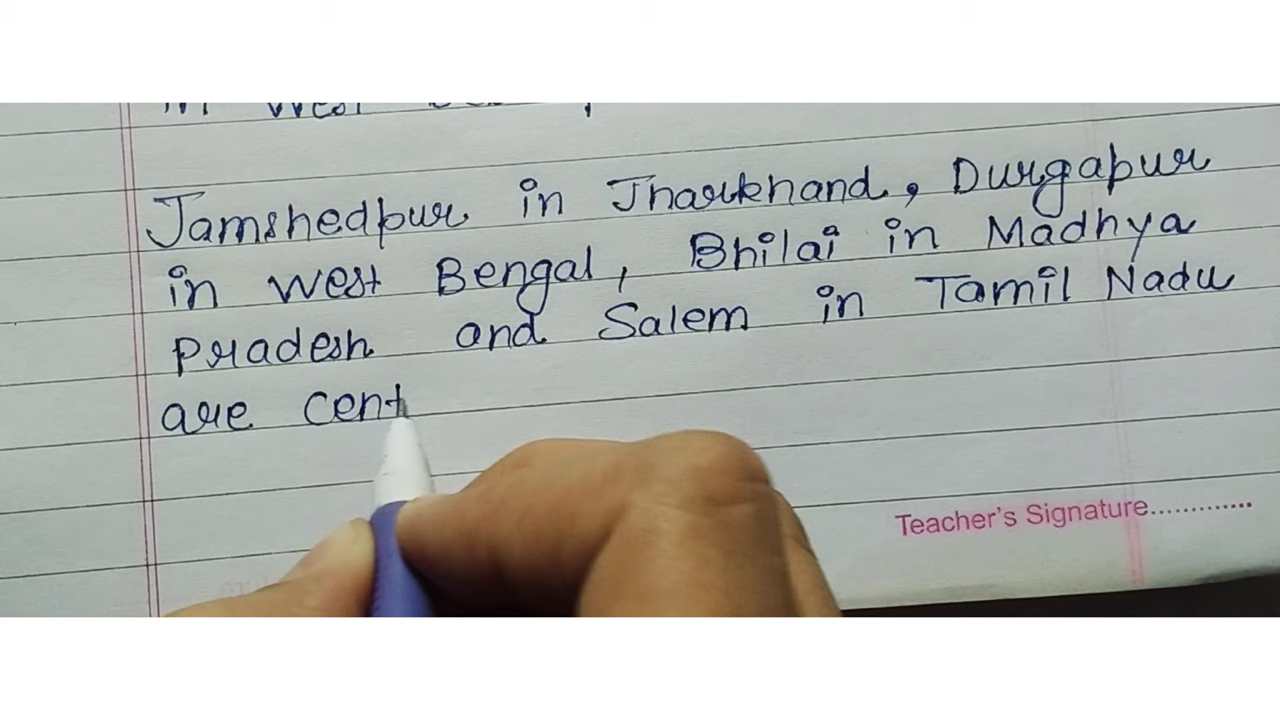 Jamshedpur in Jharkhand, Durgapur
in West Bengal, Bhilai in Madhya
Pradesh and Salem in Tamil Nadu
are cent
Teacher's Signature.............